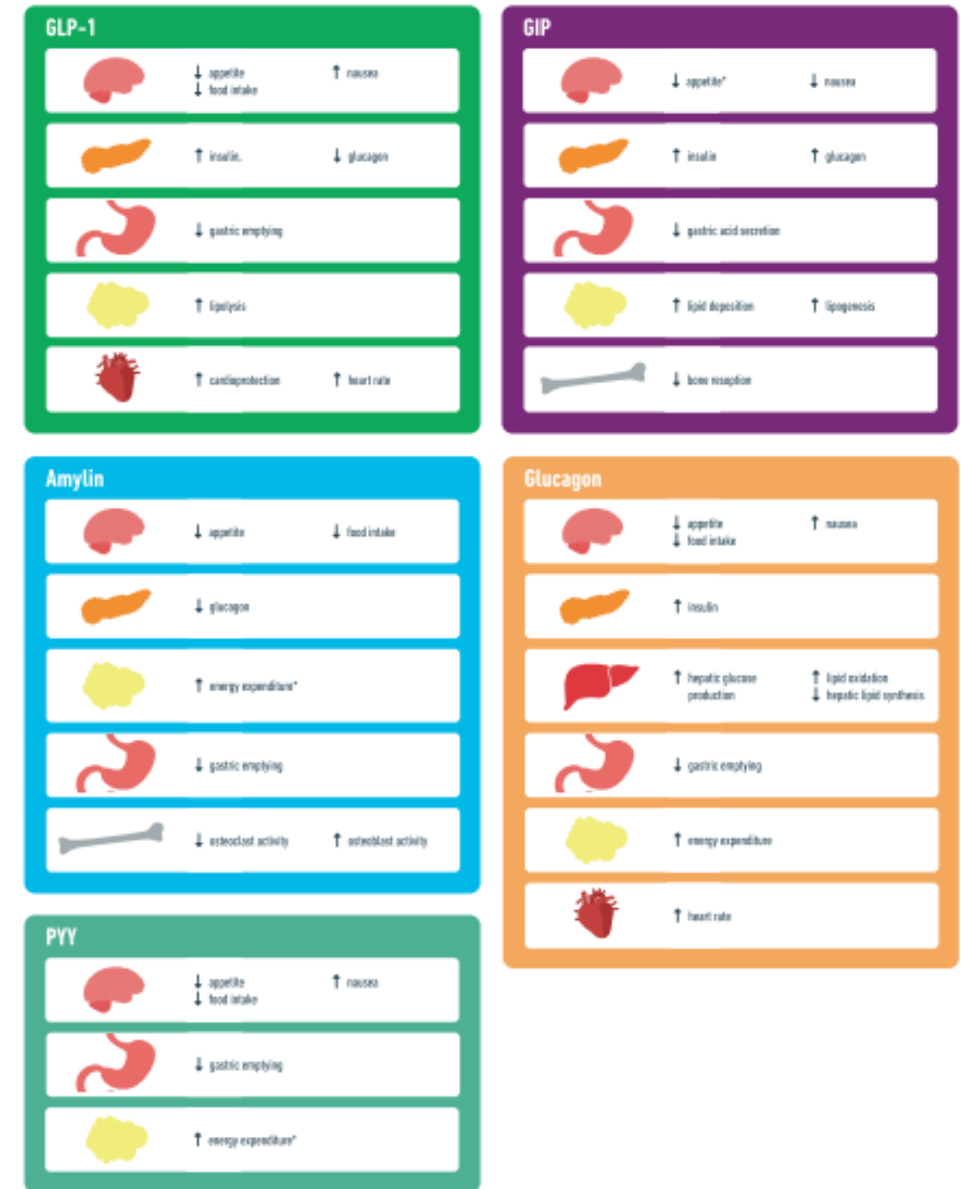 GLP-1
↓ appetite
↓ food intake
↑ nausea
↑ insulin,
↓ glucagon
↓ gastric emptying
↑ lipolysis
↑ cardioprotection
↑ heart rate
GIP
↓ appetite*
↓ nausea
↑ insulin
↑ glucagon
↓ gastric acid secretion
↑ lipid deposition
↑ lipogenesis
↓ bone resoption
Amylin
↓ appetite
↓ food intake
↓ glucagon
↑ energy expenditure*
↓ gastric emptying
↓ osteoclast activity
↑ osteoblast activity
Glucagon
↓ appetite
↓ food intake
↑ nausea
↑ insulin
↑ hepatic glucose
production
↑ lipid oxidation
↓ hepatic lipid synthesis
↓ gastric emptying
↑ energy expenditure
↑ heart rate
PYY
↓ appetite
↓ food intake
↑ nausea
↓ gastric emptying
↑ energy expenditure*